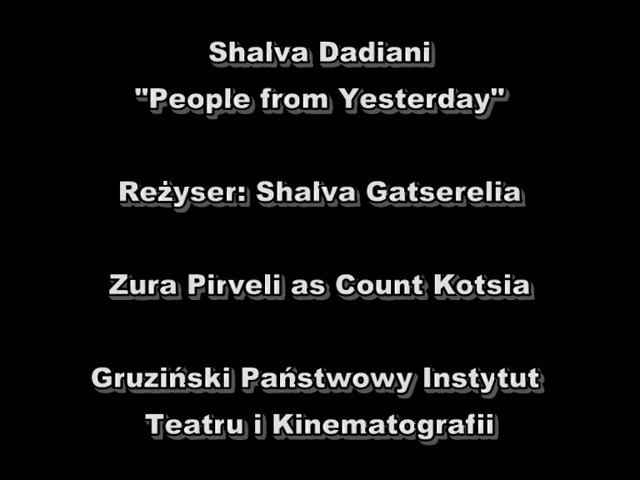 Shalva Dadiani
"People from Yesterday"
Reżyser: Shalva Gatserelia
Zura Pirveli as Count Kotsia
Gruziński Państwowy Instytut
Teatru i Kinematografii